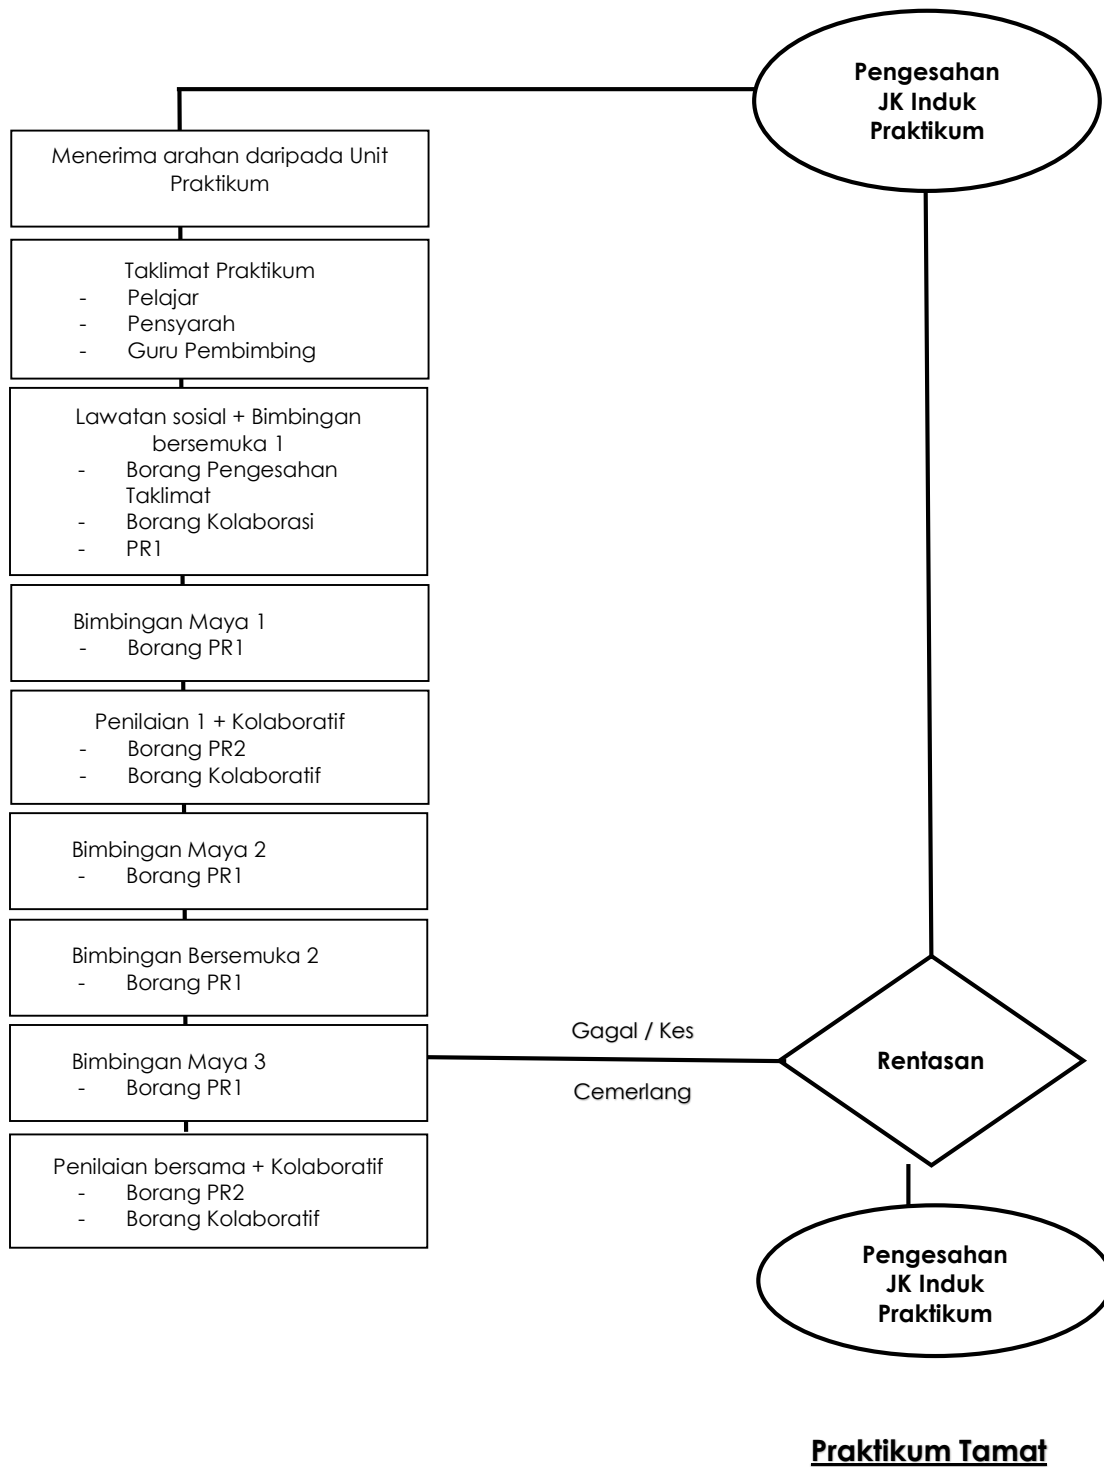 Pengesahan
JK Induk
Praktikum
Menerima arahan daripada Unit
Praktikum
Taklimat Praktikum
- Pelajar
- Pensyarah
- Guru Pembimbing
Lawatan sosial + Bimbingan
bersemuka 1
- Borang Pengesahan
Taklimat
- Borang Kolaborasi
- PR1
Bimbingan Maya 1
- Borang PR1
Penilaian 1 + Kolaboratif
- Borang PR2
- Borang Kolaboratif
Bimbingan Maya 2
- Borang PR1
Bimbingan Bersemuka 2
- Borang PR1
Bimbingan Maya 3
- Borang PR1
Gagal / Kes
Cemerlang
Rentasan
Penilaian bersama + Kolaboratif
- Borang PR2
- Borang Kolaboratif
Pengesahan
JK Induk
Praktikum
Praktikum Tamat